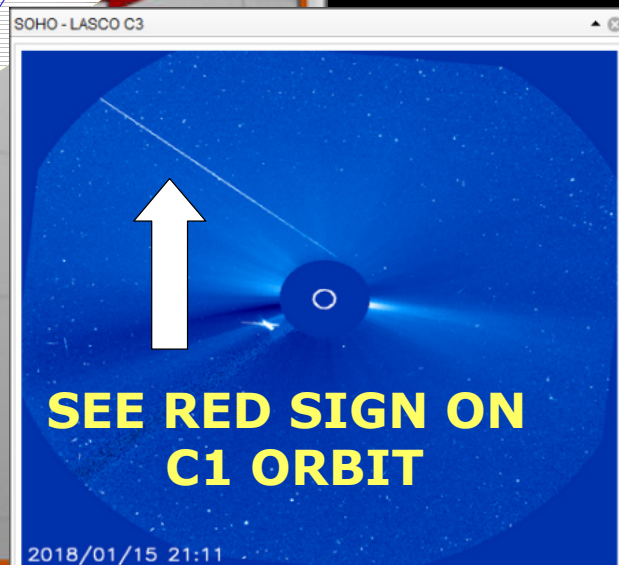 SOHO - LASCO C3
SEE RED SIGN ON
C1 ORBIT
2018/01/15 21:11